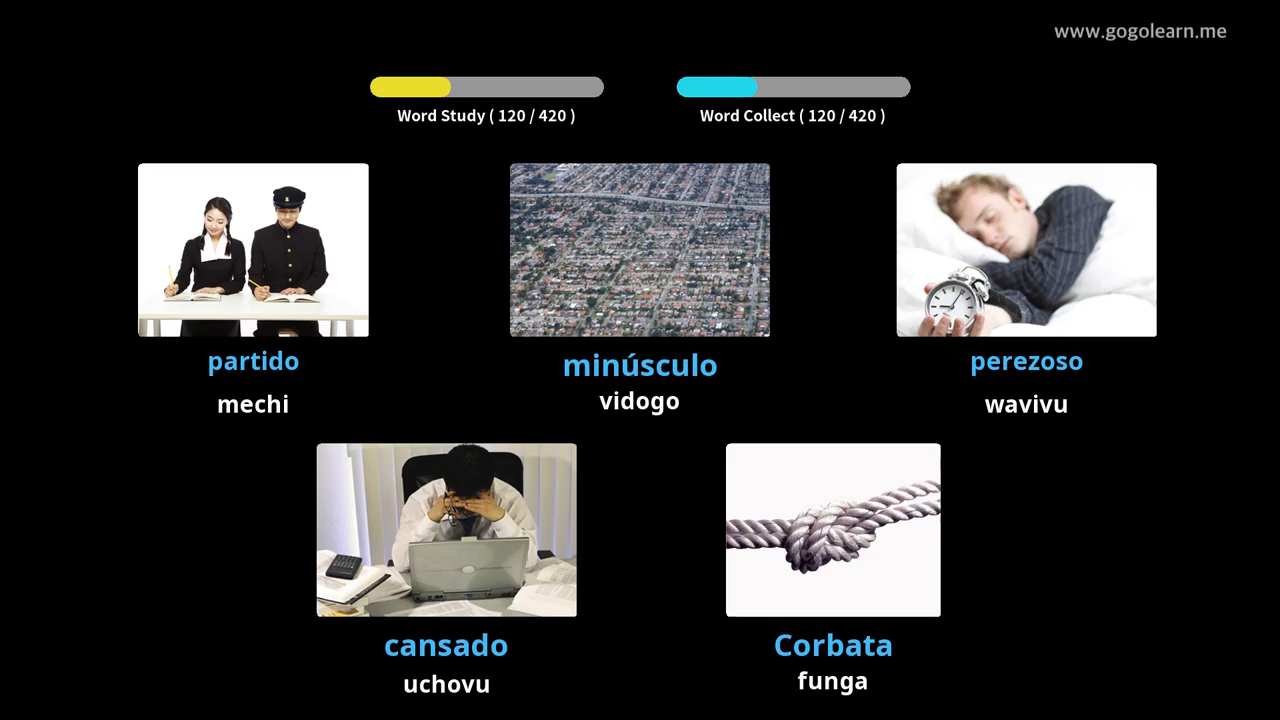 www.gogolearn.me
Word Study ( 120 / 420 )
Word Collect ( 120 / 420 )
partido
mechi
minúsculo
vidogo
perezoso
wavivu
cansado
uchovu
Corbata
funga